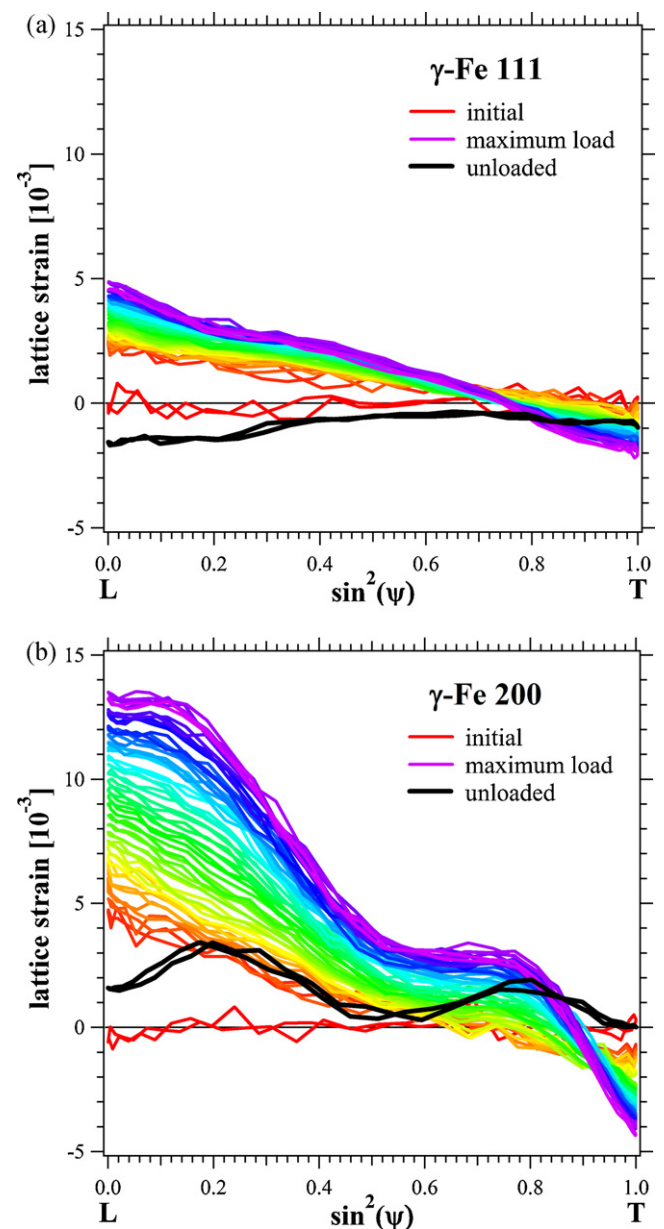 (a)
15
10
5
0
-5
lattice strain [10⁻³]
γ-Fe 111
initial
maximum load
unloaded
0.0 0.2 0.4 0.6 0.8 1.0
L sin²(ψ) T
(b)
15
10
5
0
-5
lattice strain [10⁻³]
γ-Fe 200
initial
maximum load
unloaded
0.0 0.2 0.4 0.6 0.8 1.0
L sin²(ψ) T